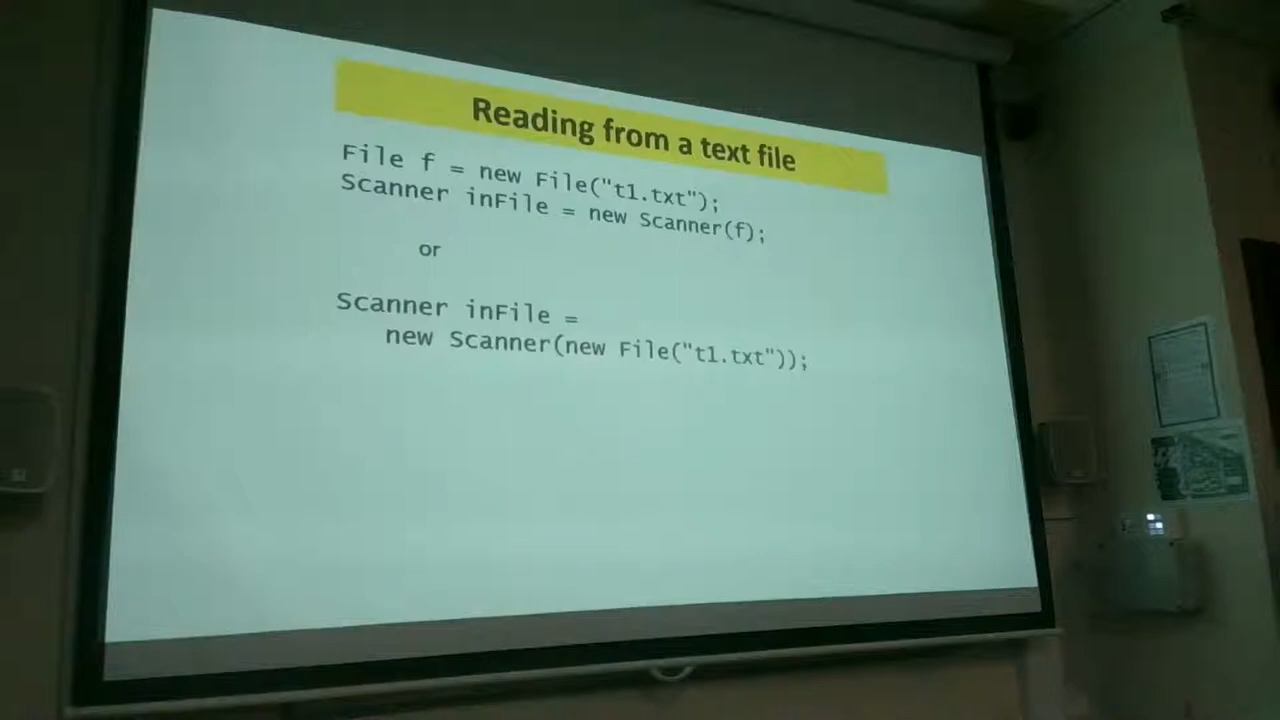 Reading from a text file
File f = new File("t1.txt");
Scanner inFile = new Scanner(f);
or
Scanner inFile =
new Scanner(new File("t1.txt"));